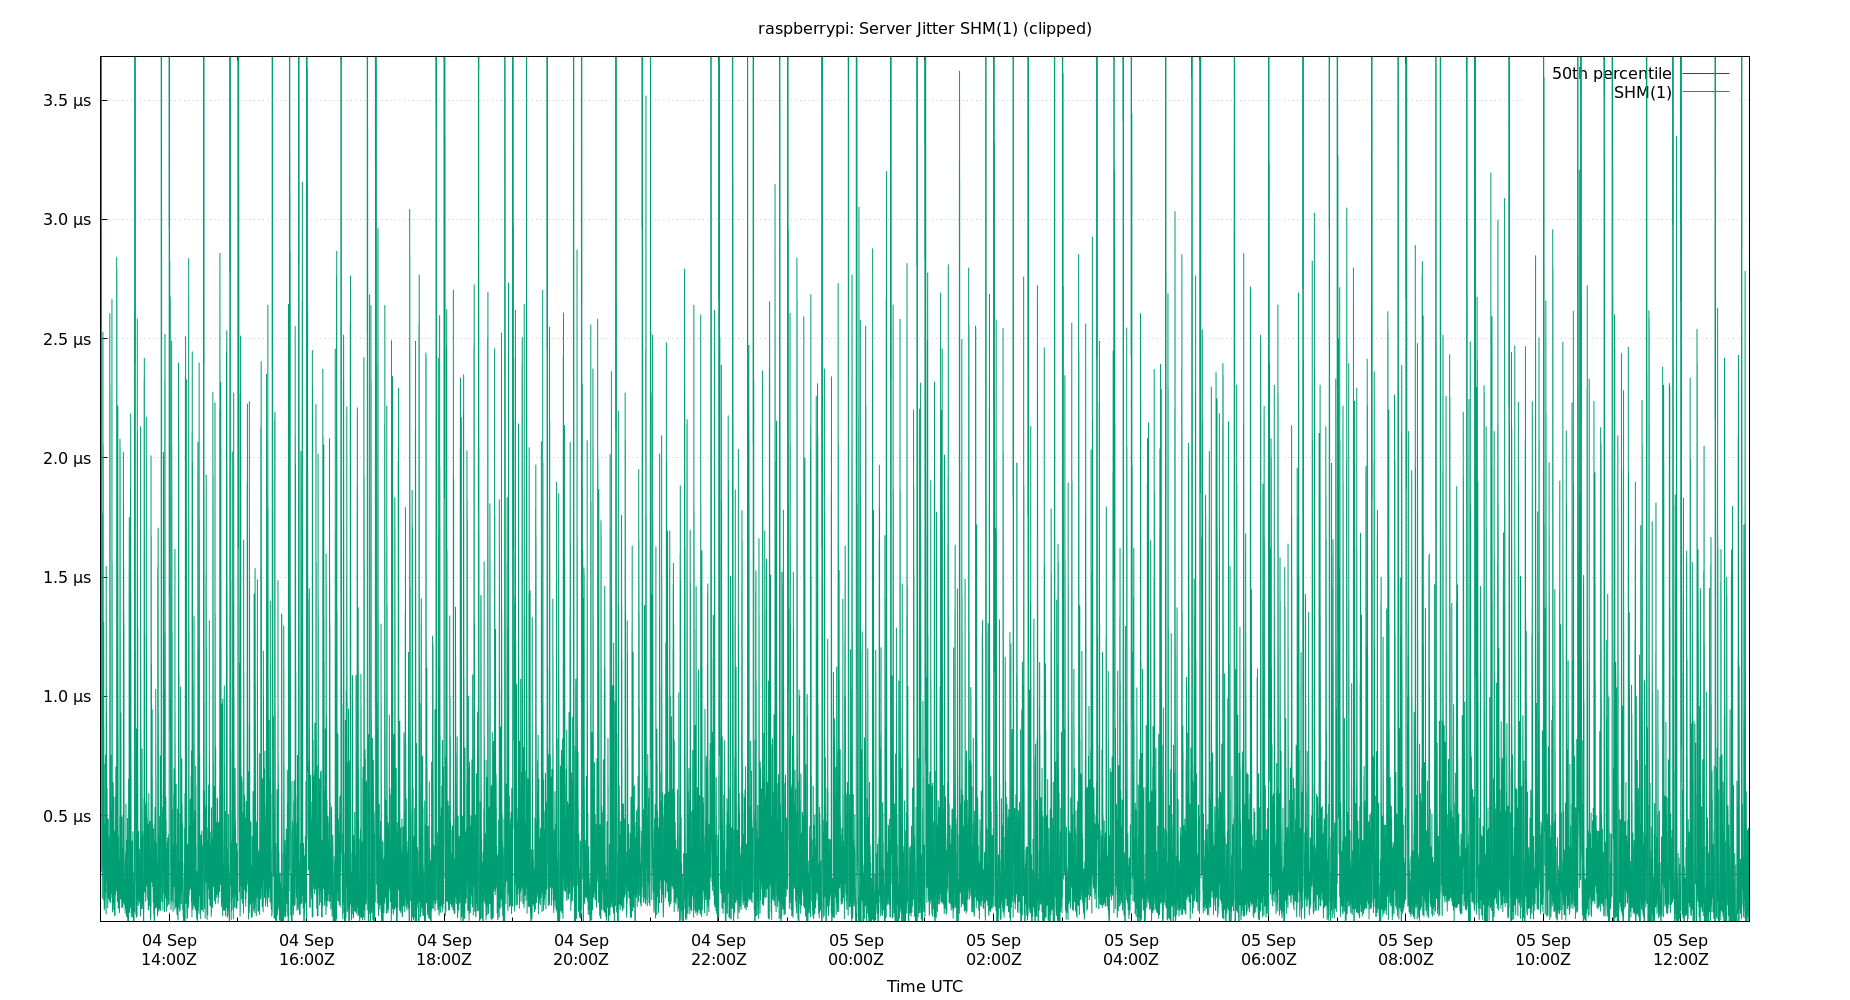 raspberrypi: Server Jitter SHM(1) (clipped)
50th percentile
SHM(1)
3.5 µs
3.0 µs
2.5 µs
2.0 µs
1.5 µs
1.0 µs
0.5 µs
04 Sep 04 Sep 04 Sep 04 Sep 04 Sep 05 Sep 05 Sep 05 Sep 05 Sep 05 Sep 05 Sep 05 Sep
14:00Z 16:00Z 18:00Z 20:00Z 22:00Z 00:00Z 02:00Z 04:00Z 06:00Z 08:00Z 10:00Z 12:00Z
Time UTC